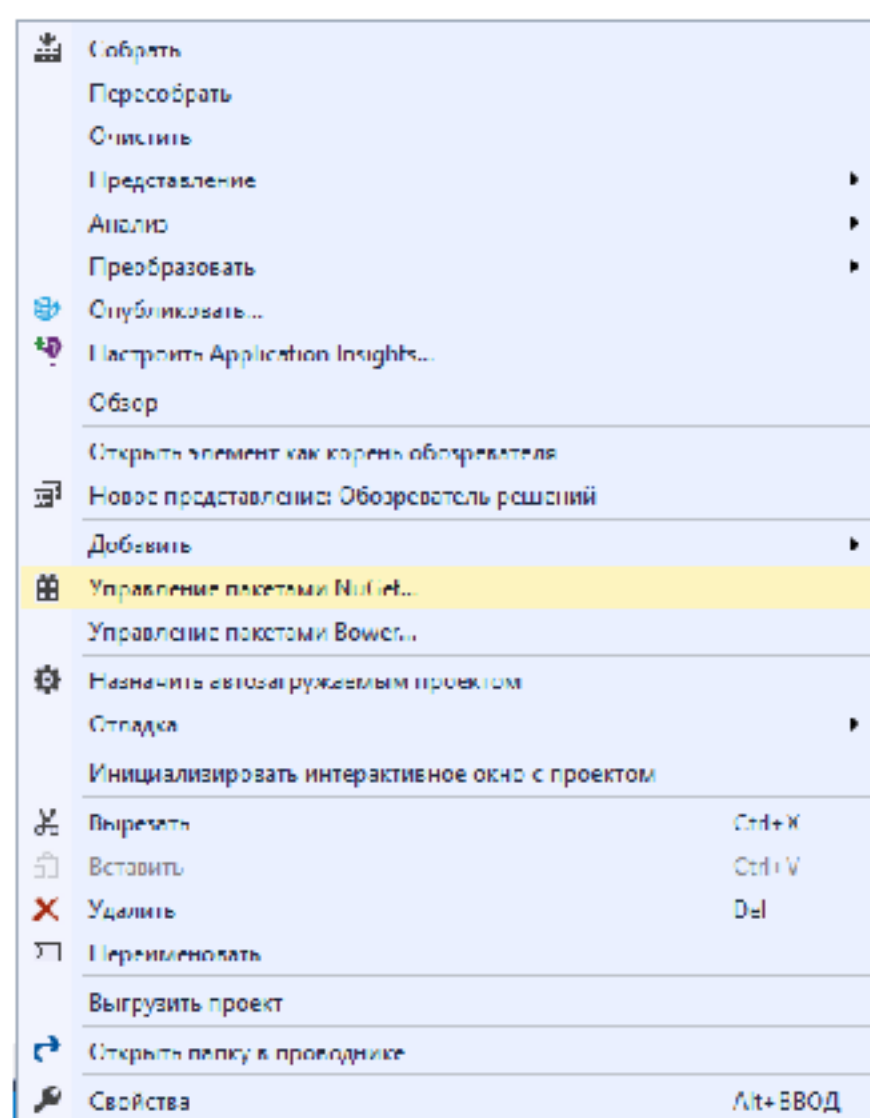 Собрать
Пересобрать
Очистить
Представление
Анализ
Преобразовать
Опубликовать...
Настроить Application Insights...
Обзор
Открыть элемент как корень обозревателя
Новое представление: Обозреватель решений
Добавить
Управление пакетами NuGet...
Управление пакетами Bower...
Назначить автозагружаемым проектом
Отладка
Инициализировать интерактивное окно с проектом
Вырезать Ctrl+X
Вставить Ctrl+V
Удалить Del
Переименовать
Выгрузить проект
Открыть папку в проводнике
Свойства Alt+ВВОД